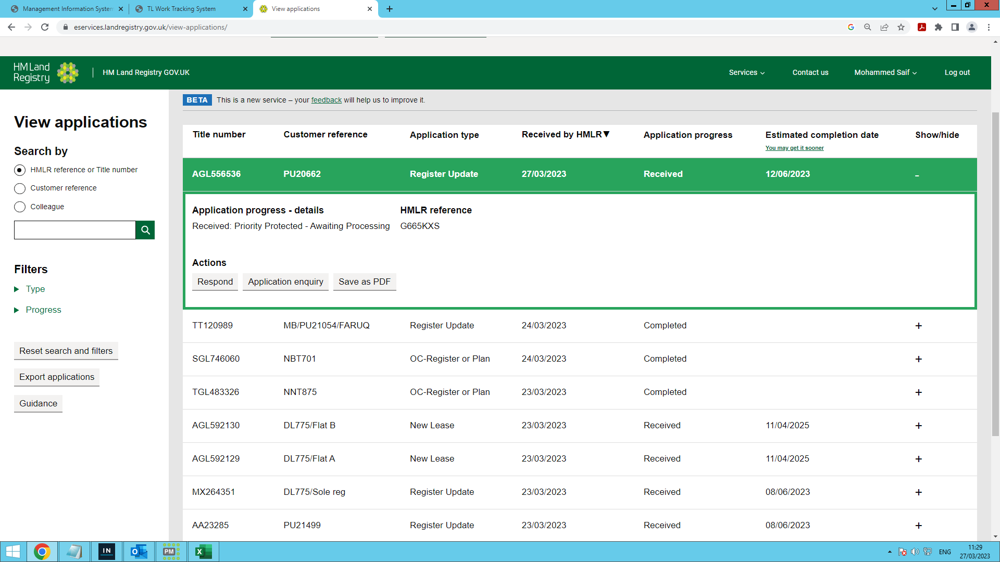 Management Information System
TL Work Tracking System
View applications
eservices.landregistry.gov.uk/view-applications/
HM Land
Registry
HM Land Registry GOV.UK
Services
Contact us
Mohammed Saif
Log out
BETA This is a new service – your feedback will help us to improve it.
View applications
Search by
HMLR reference or Title number
Customer reference
Colleague
Filters
Type
Progress
Reset search and filters
Export applications
Guidance
Title number Customer reference Application type Received by HMLR▼ Application progress Estimated completion date Show/hide
You may get it sooner
AGL556536 PU20662 Register Update 27/03/2023 Received 12/06/2023 -
Application progress - details HMLR reference
Received: Priority Protected - Awaiting Processing G665KXS
Actions
Respond Application enquiry Save as PDF
TT120989 MB/PU21054/FARUQ Register Update 24/03/2023 Completed +
SGL746060 NBT701 OC-Register or Plan 24/03/2023 Completed +
TGL483326 NNT875 OC-Register or Plan 23/03/2023 Completed +
AGL592130 DL775/Flat B New Lease 23/03/2023 Received 11/04/2025 +
AGL592129 DL775/Flat A New Lease 23/03/2023 Received 11/04/2025 +
MX264351 DL775/Sole reg Register Update 23/03/2023 Received 08/06/2023 +
AA23285 PU21499 Register Update 23/03/2023 Received 08/06/2023 +
IN
PM
ENG
11:29
27/03/2023